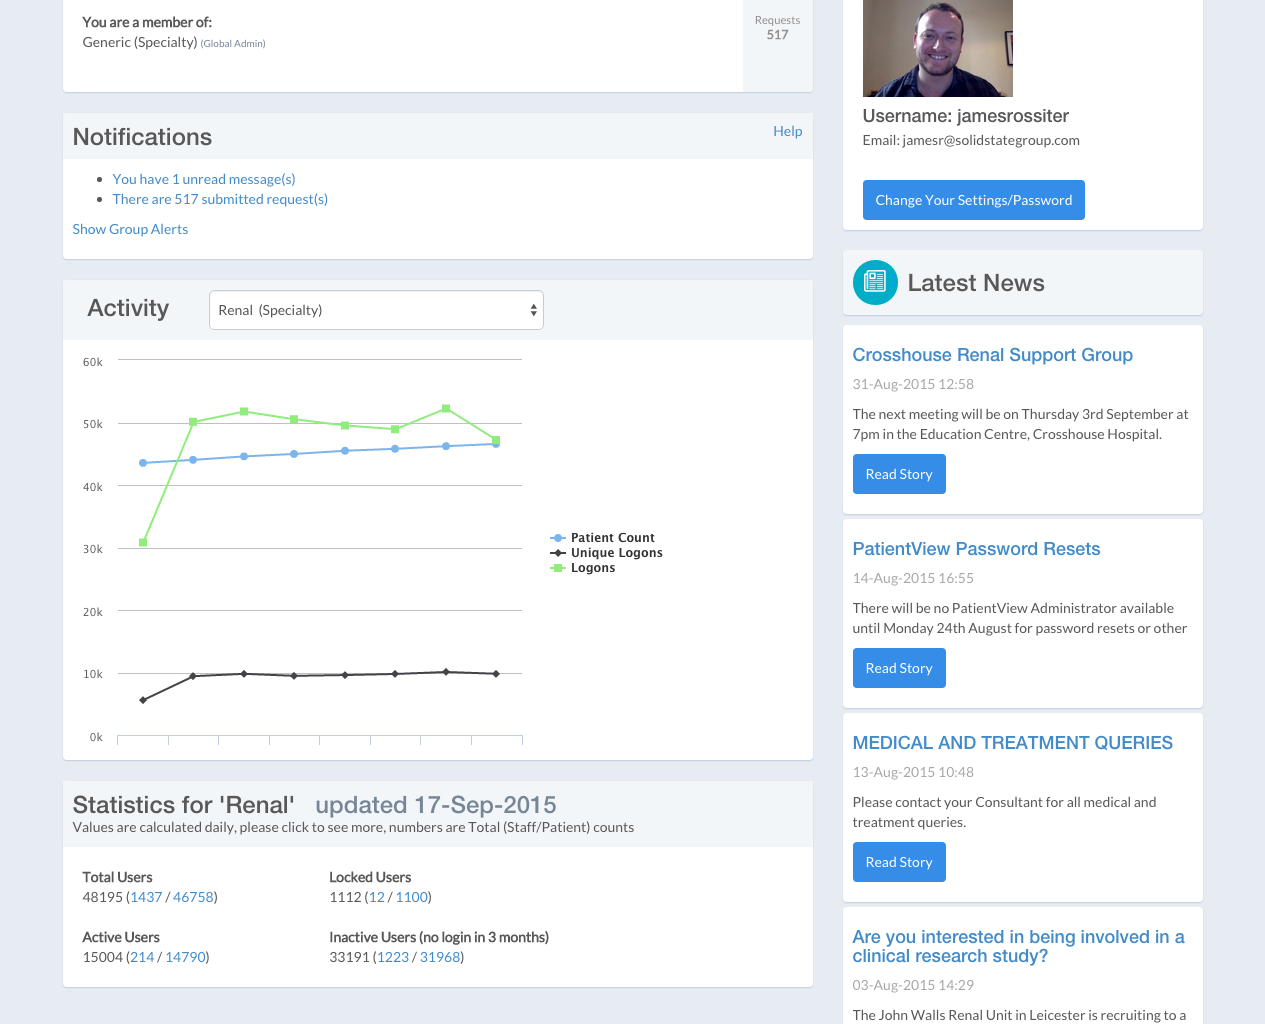 You are a member of:
Generic (Specialty) (Global Admin)
Requests
517
Notifications
Help
You have 1 unread message(s)
There are 517 submitted request(s)
Show Group Alerts
Activity
Renal (Specialty)
60k
50k
40k
30k
20k
10k
0k
Patient Count
Unique Logons
Logons
Statistics for 'Renal' updated 17-Sep-2015
Values are calculated daily, please click to see more, numbers are Total (Staff/Patient) counts
Total Users
48195 (1437 / 46758)
Locked Users
1112 (12 / 1100)
Active Users
15004 (214 / 14790)
Inactive Users (no login in 3 months)
33191 (1223 / 31968)
Username: jamesrossiter
Email: jamesr@solidstategroup.com
Change Your Settings/Password
Latest News
Crosshouse Renal Support Group
31-Aug-2015 12:58
The next meeting will be on Thursday 3rd September at
7pm in the Education Centre, Crosshouse Hospital.
Read Story
PatientView Password Resets
14-Aug-2015 16:55
There will be no PatientView Administrator available
until Monday 24th August for password resets or other
Read Story
MEDICAL AND TREATMENT QUERIES
13-Aug-2015 10:48
Please contact your Consultant for all medical and
treatment queries.
Read Story
Are you interested in being involved in a
clinical research study?
03-Aug-2015 14:29
The John Walls Renal Unit in Leicester is recruiting to a